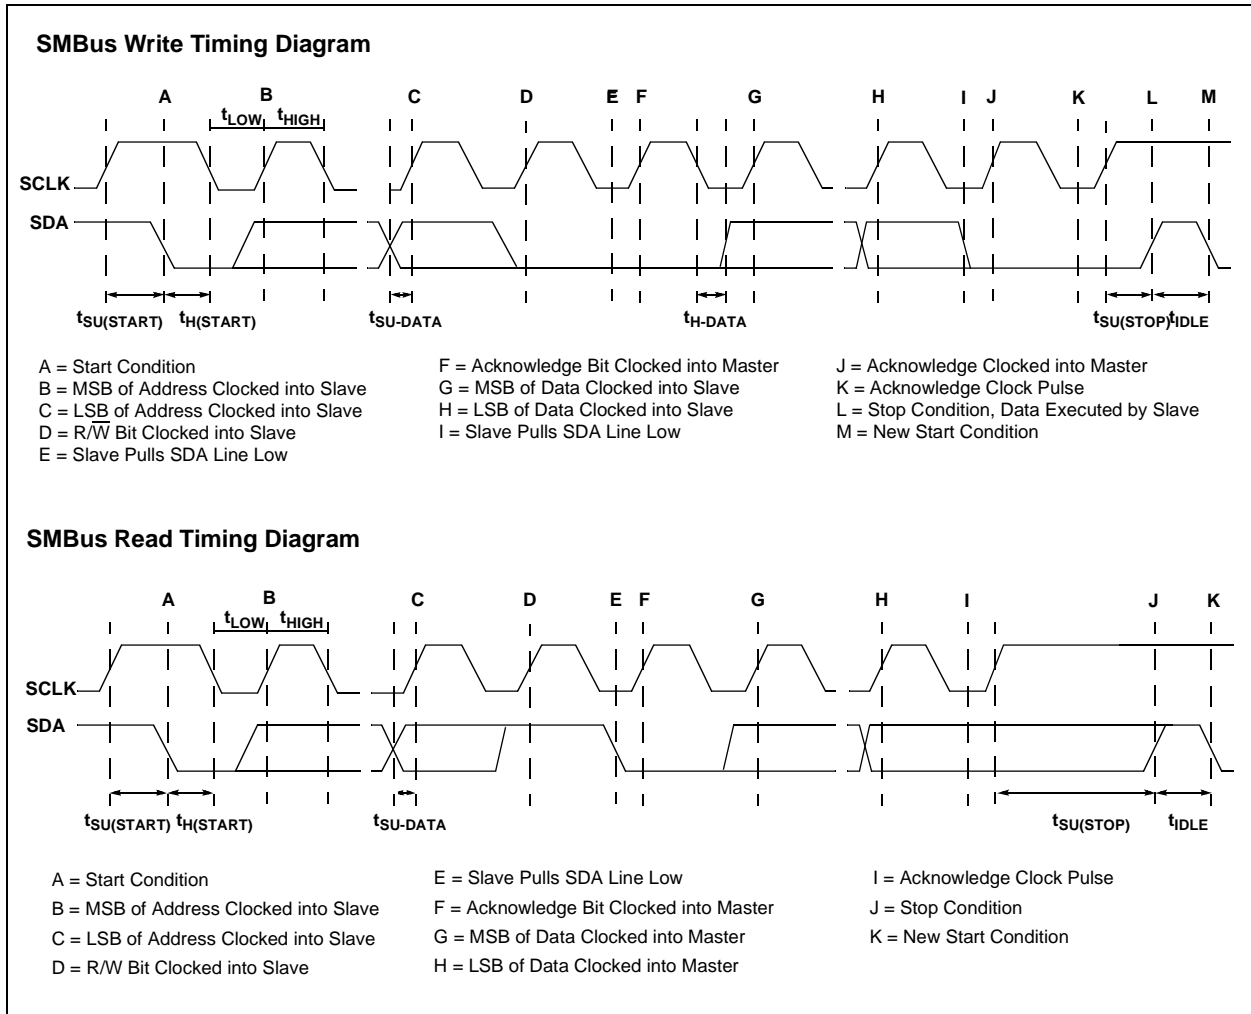 SMBus Write Timing Diagram
A B C D E F G H I J K L M
tLOW tHIGH
SCLK
SDA
tSU(START) tH(START) tSU-DATA tH-DATA tSU(STOP) tIDLE
A = Start Condition
B = MSB of Address Clocked into Slave
C = LSB of Address Clocked into Slave
D = R/W̅ Bit Clocked into Slave
E = Slave Pulls SDA Line Low
F = Acknowledge Bit Clocked into Master
G = MSB of Data Clocked into Slave
H = LSB of Data Clocked into Slave
I = Slave Pulls SDA Line Low
J = Acknowledge Clocked into Master
K = Acknowledge Clock Pulse
L = Stop Condition, Data Executed by Slave
M = New Start Condition
SMBus Read Timing Diagram
A B C D E F G H I J K
tLOW tHIGH
SCLK
SDA
tSU(START) tH(START) tSU-DATA tSU(STOP) tIDLE
A = Start Condition
B = MSB of Address Clocked into Slave
C = LSB of Address Clocked into Slave
D = R/W Bit Clocked into Slave
E = Slave Pulls SDA Line Low
F = Acknowledge Bit Clocked into Master
G = MSB of Data Clocked into Master
H = LSB of Data Clocked into Master
I = Acknowledge Clock Pulse
J = Stop Condition
K = New Start Condition